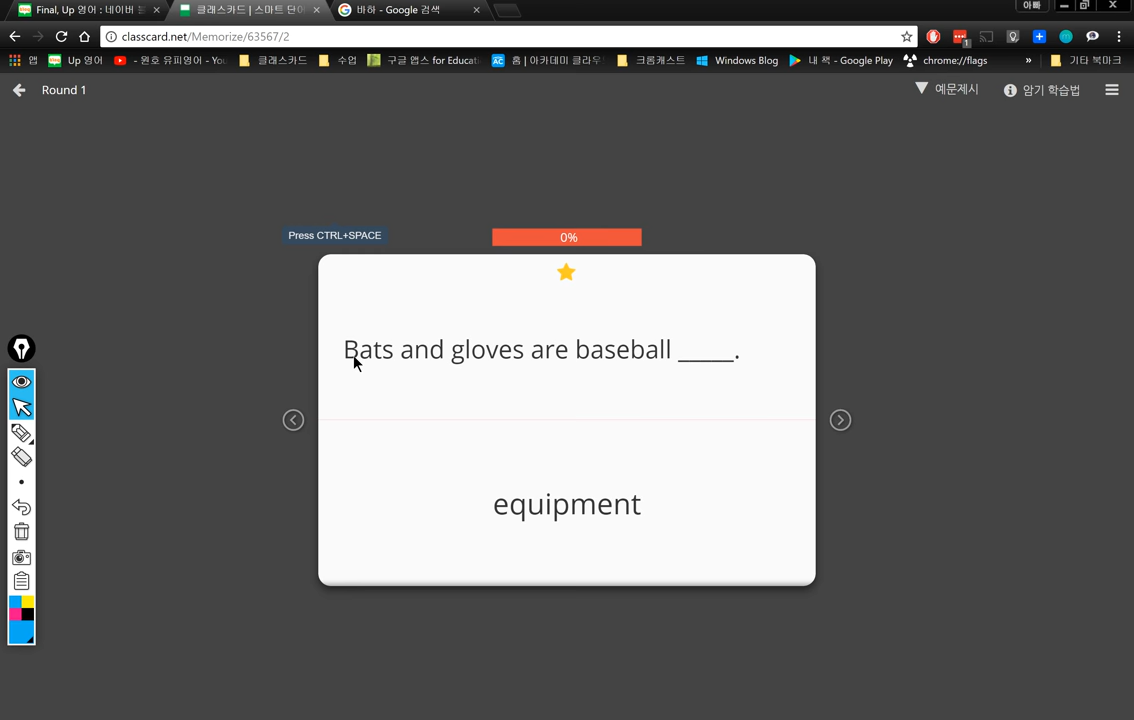 Final, Up 영어 : 네이버 블
클래스카드 | 스마트 단어
바하 - Google 검색
아빠
classcard.net/Memorize/63567/2
1
앱
Up 영어
- 원호 유피영어 - You
클래스카드
수업
구글 앱스 for Educati
홈 | 아카데미 클라우
크롬캐스트
Windows Blog
내 책 - Google Play
chrome://flags
»
기타 북마크
Round 1
예문제시
암기 학습법
Press CTRL+SPACE
0%
Bats and gloves are baseball _____.
equipment